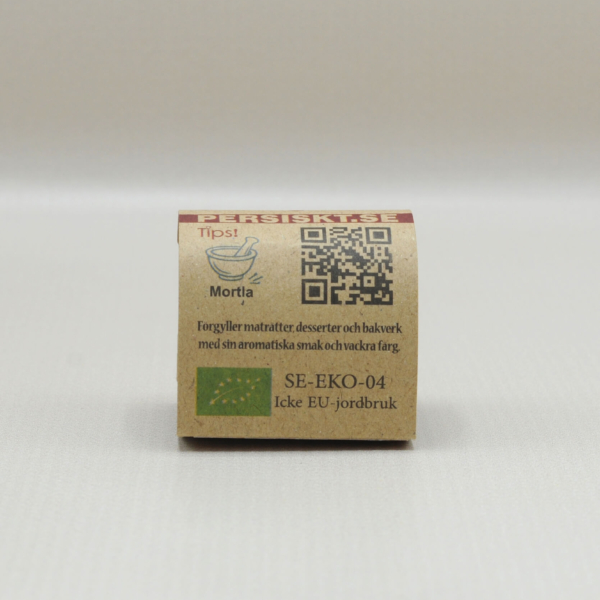 PERSISKT.SE
Tips!
Mortla
Förgyller maträtter, desserter och bakverk
med sin aromatiska smak och vackra färg.
SE-EKO-04
Icke EU-jordbruk